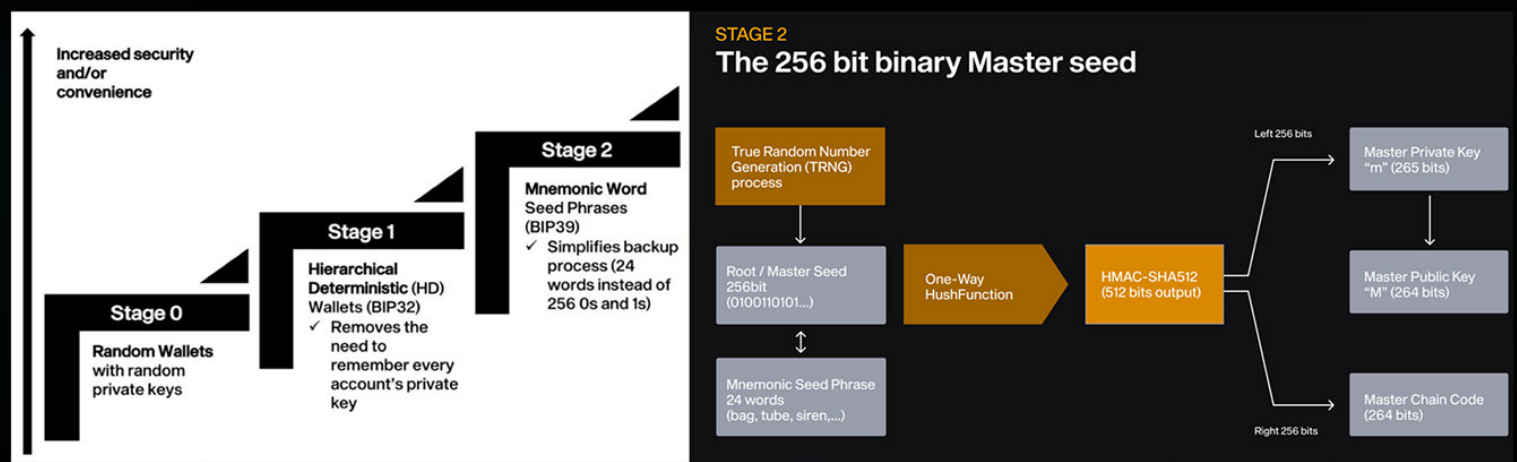 Increased security
and/or
convenience
Stage 0
Random Wallets
with random
private keys
Stage 1
Hierarchical
Deterministic (HD)
Wallets (BIP32)
✓ Removes the
need to
remember every
account's private
key
Stage 2
Mnemonic Word
Seed Phrases
(BIP39)
✓ Simplifies backup
process (24
words instead of
256 0s and 1s)
STAGE 2
The 256 bit binary Master seed
True Random Number
Generation (TRNG)
process
Root / Master Seed
256bit
(0100110101...)
Mnemonic Seed Phrase
24 words
(bag, tube, siren,...)
One-Way
HushFunction
HMAC-SHA512
(512 bits output)
Left 256 bits
Master Private Key
"m" (265 bits)
Master Public Key
"M" (264 bits)
Master Chain Code
(264 bits)
Right 256 bits